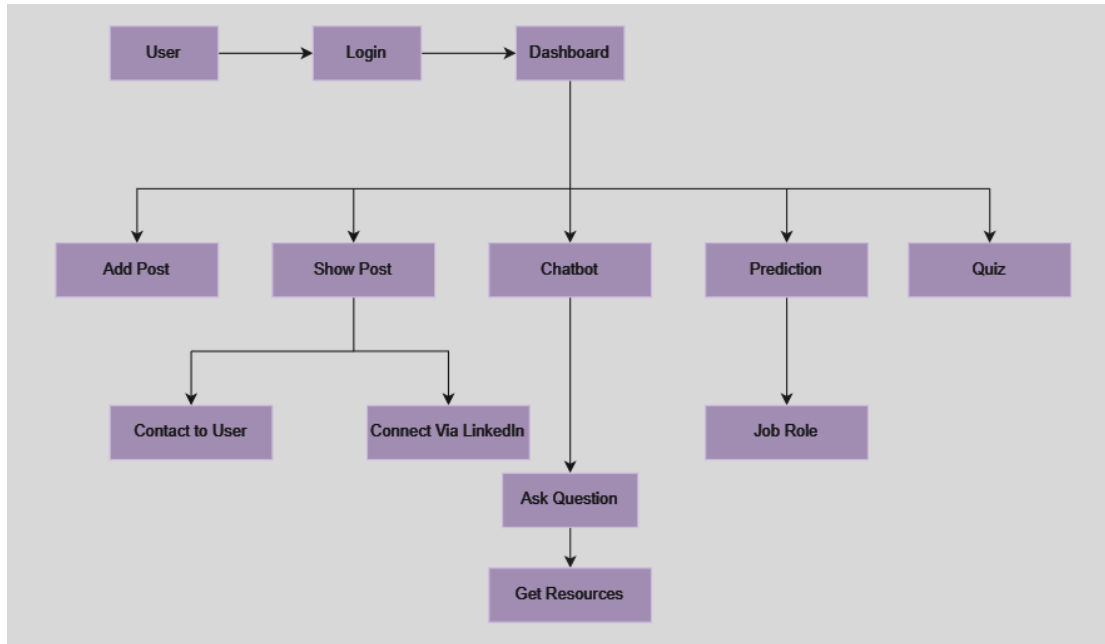 User
Login
Dashboard
Add Post
Show Post
Chatbot
Prediction
Quiz
Contact to User
Connect Via LinkedIn
Job Role
Ask Question
Get Resources